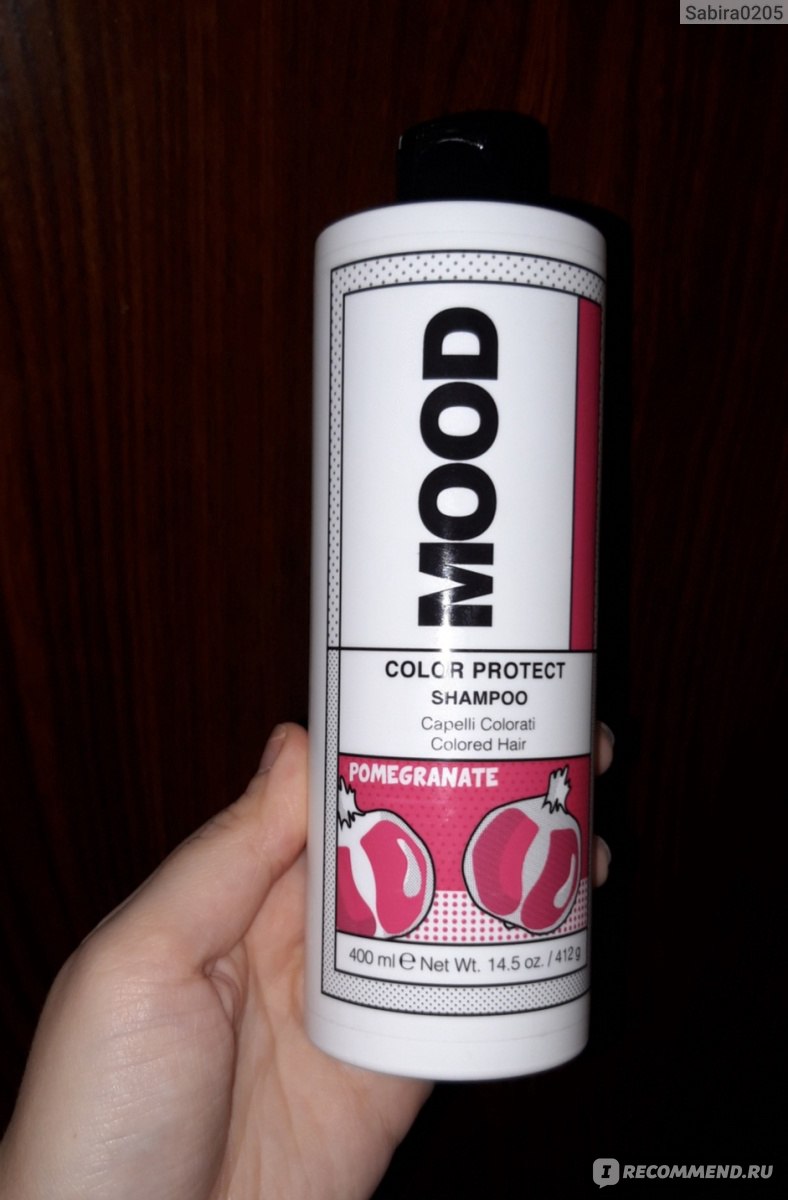 Sabira0205
MOOD
COLOR PROTECT
SHAMPOO
Capelli Colorati
Colored Hair
POMEGRANATE
400 ml ℮ Net Wt. 14.5 oz. / 412 g
IRECOMMEND.RU